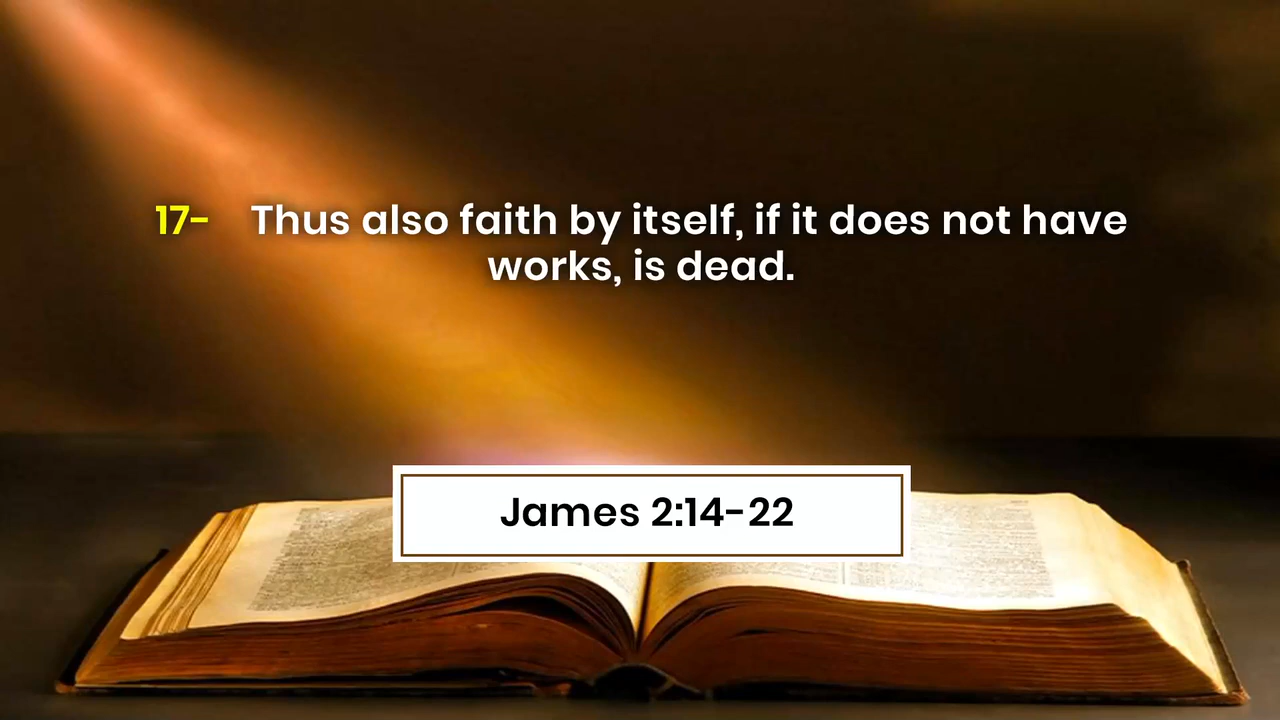 17- Thus also faith by itself, if it does not have
works, is dead.
James 2:14-22